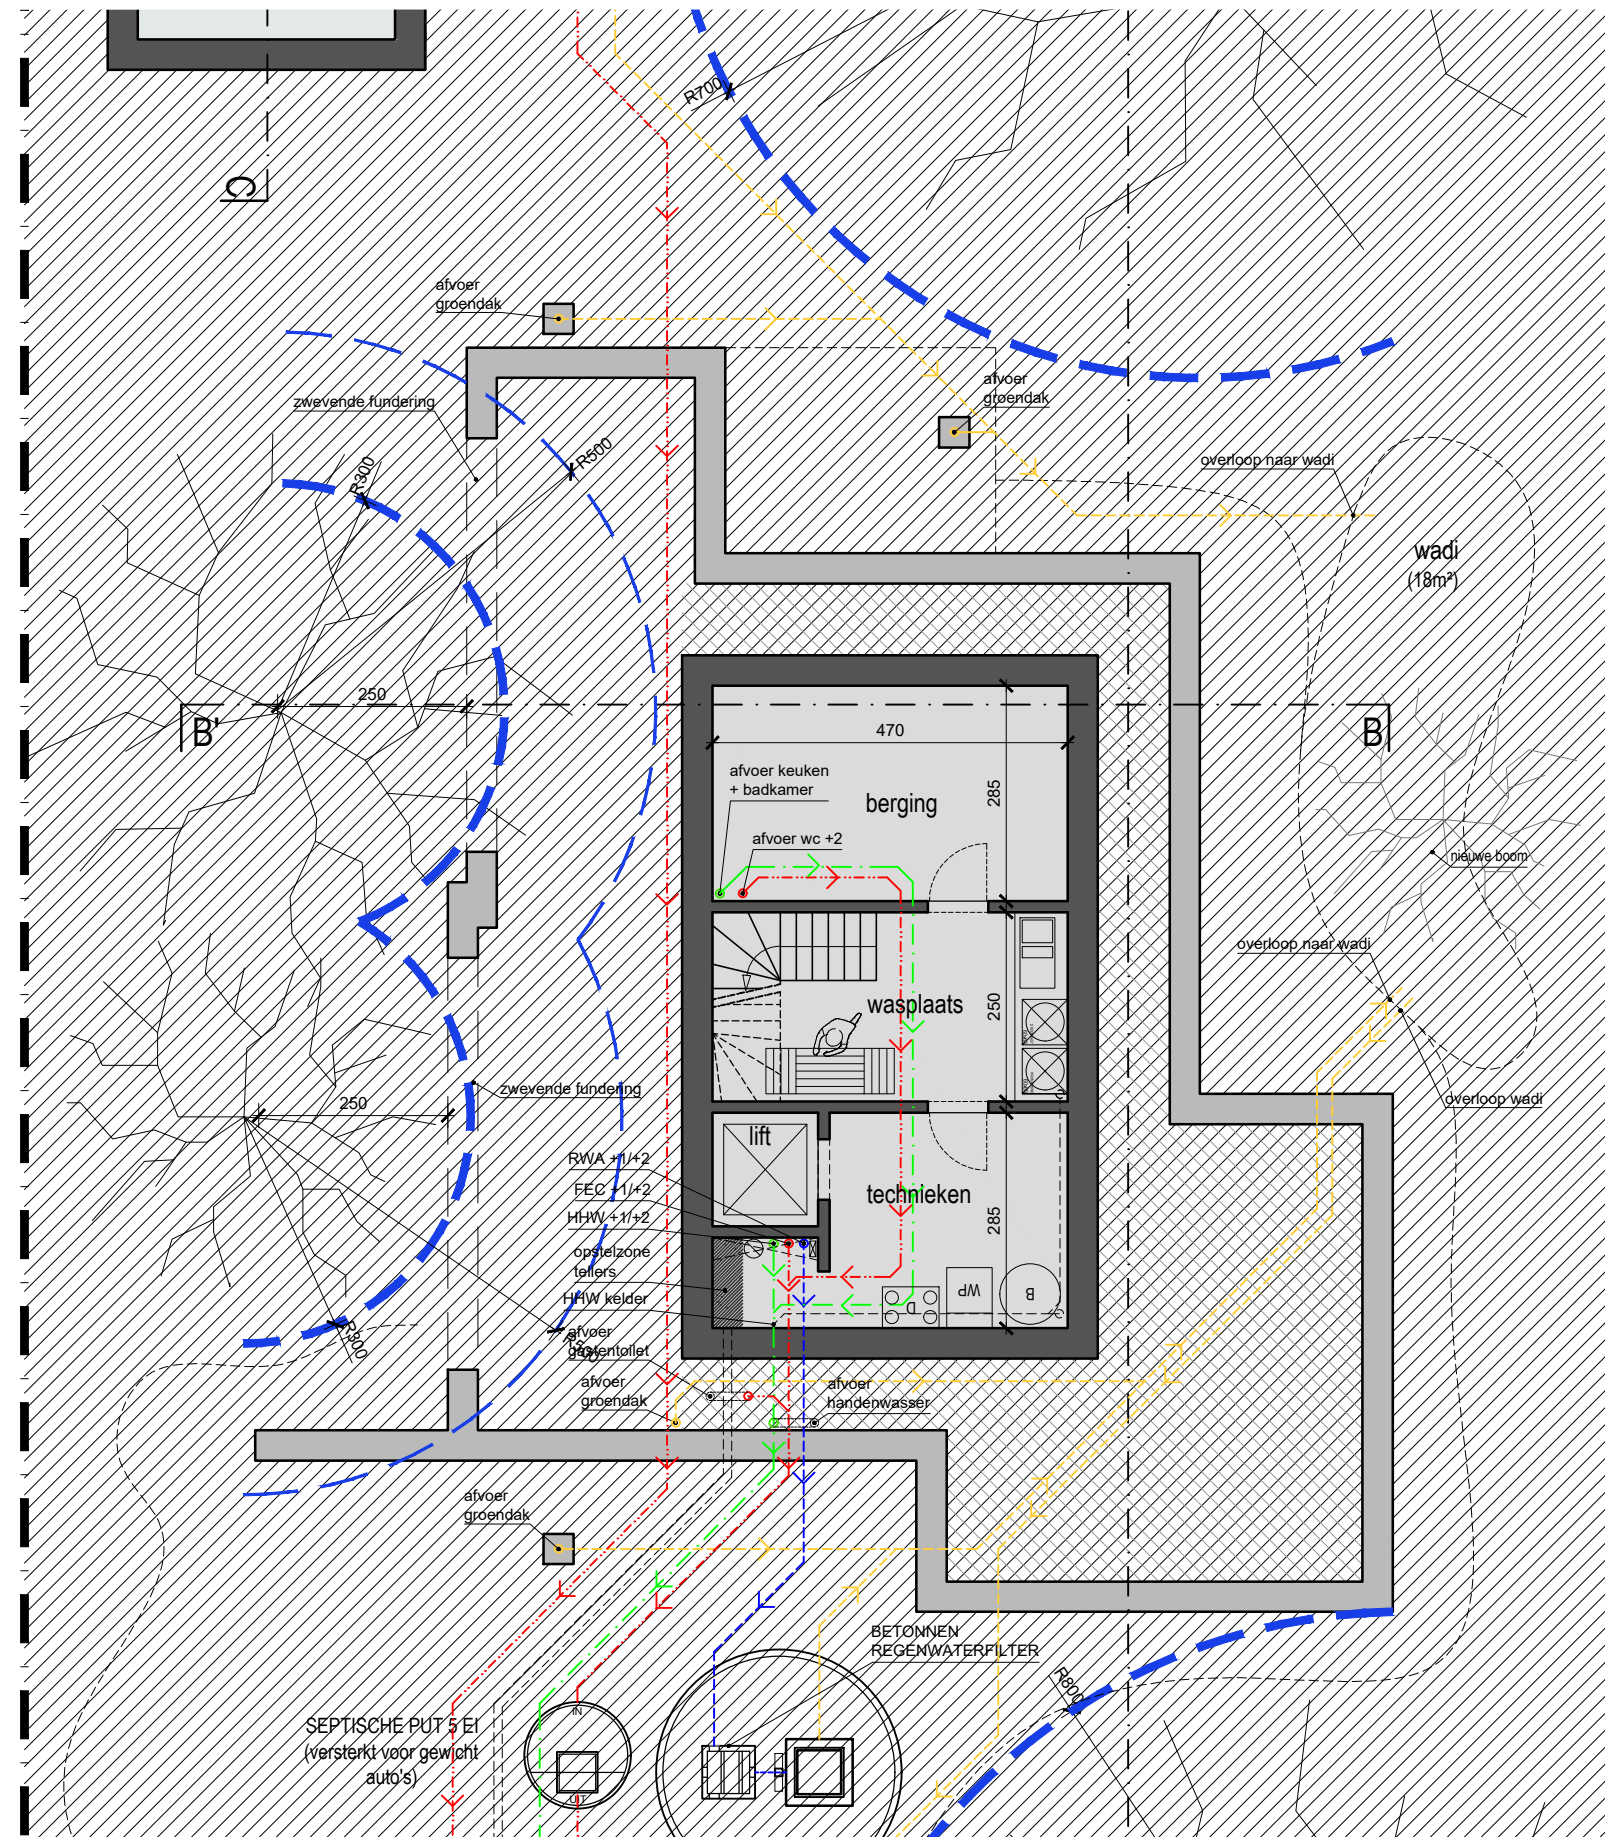 R700
C
afvoer
groendak
afvoer
groendak
zwevende fundering
R500
R300
overloop naar wadi
wadi
(18m²)
250
B'
B
470
afvoer keuken
+ badkamer
berging
285
afvoer wc +2
nieuwe boom
overloop naar wadi
wasplaats
250
zwevende fundering
250
overloop wadi
lift
RWA +1/+2
FEC +1/+2
HHW +1/+2
technieken
285
opstelzone
tellers
HHW kelder
D
WP
B
R300
afvoer
gastentoilet
afvoer
groendak
afvoer
handenwasser
afvoer
groendak
BETONNEN
REGENWATERFILTER
R800
SEPTISCHE PUT 5 EI
(versterkt voor gewicht
auto's)
IN
UIT